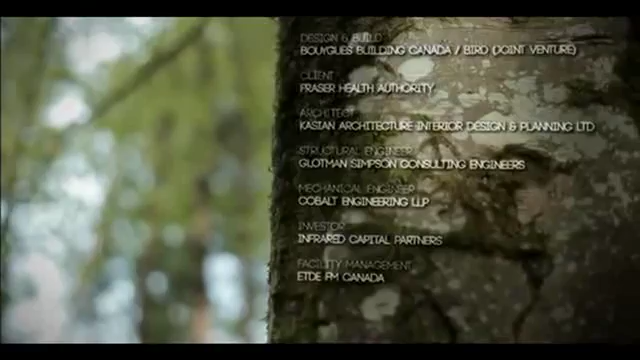 DESIGN & BUILD
BOUYGUES BUILDING CANADA / BIRD (JOINT VENTURE)
CLIENT
FRASER HEALTH AUTHORITY
ARCHITECT
KASIAN ARCHITECTURE INTERIOR DESIGN & PLANNING LTD
STRUCTURAL ENGINEER
GLOTMAN SIMPSON CONSULTING ENGINEERS
MECHANICAL ENGINEER
COBALT ENGINEERING LLP
INVESTOR
INFRARED CAPITAL PARTNERS
FACILITY MANAGEMENT
ETDE FM CANADA